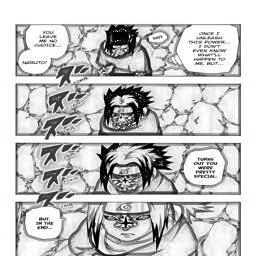 ONCE I
UNLEASH
THIS POWER...
I DON'T
EVEN KNOW
WHAT'LL
HAPPEN TO
ME, BUT...
YOU
LEAVE ME
NO
CHOICE...
NARUTO!
TURNS
OUT YOU
WERE
PRETTY
SPECIAL.
BUT,
IN THE
END...